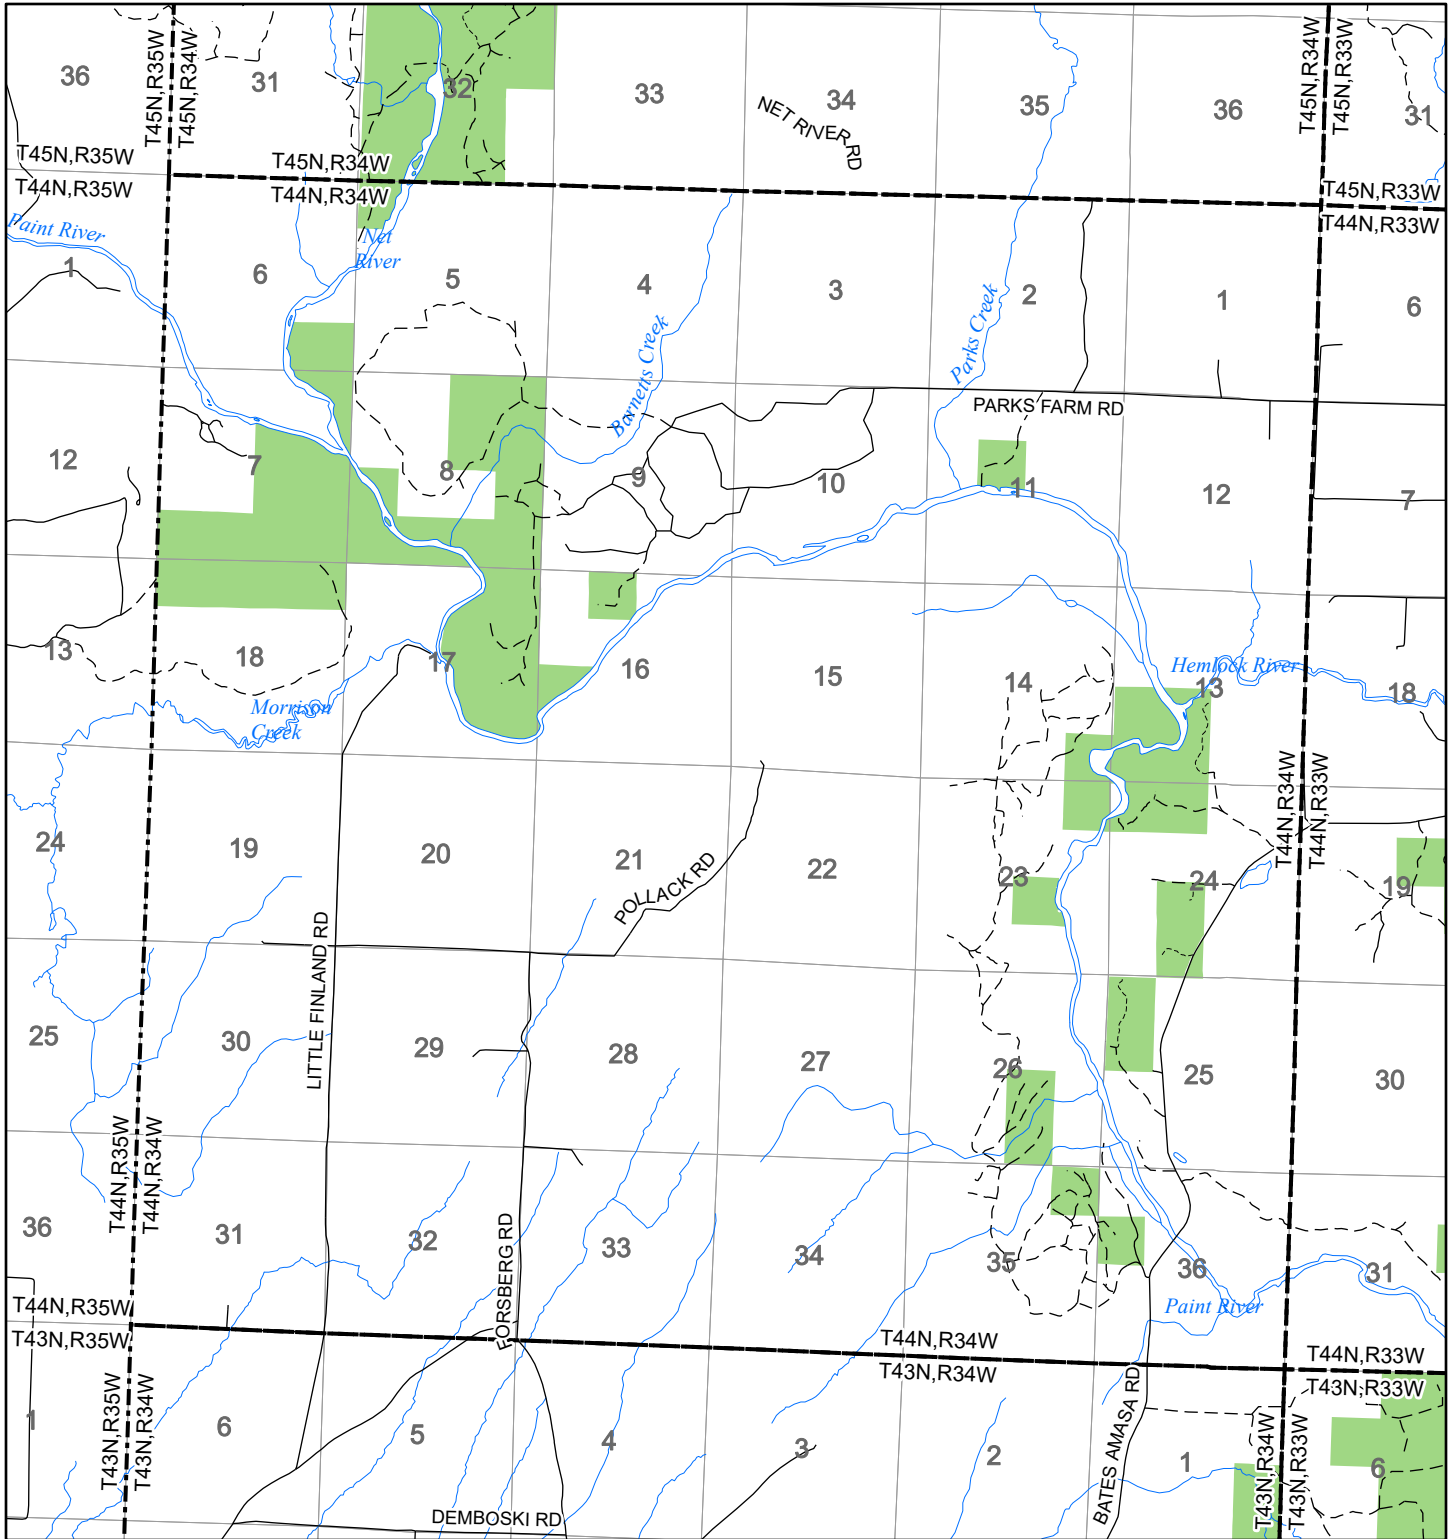 36
31
32
33
34
35
36
31
T45N,R35W
T45N,R34W
T45N,R34W
T45N,R33W
NET RIVER RD
T45N,R35W
T44N,R35W
T45N,R34W
T44N,R34W
T45N,R33W
T44N,R33W
Paint River
Net
River
1
6
5
4
3
2
1
6
Barnetts Creek
Parks Creek
PARKS FARM RD
12
7
8
9
10
11
12
7
13
18
17
16
15
14
13
18
Hemlock River
Morrison
Creek
24
19
20
21
22
23
24
19
T44N,R34W
T44N,R33W
POLLACK RD
LITTLE FINLAND RD
25
30
29
28
27
26
25
30
T44N,R35W
T44N,R34W
36
31
32
33
34
35
36
31
FORSBERG RD
Paint River
T44N,R35W
T43N,R35W
T44N,R34W
T43N,R34W
T44N,R33W
T43N,R33W
1
6
5
4
3
2
1
6
T43N,R35W
T43N,R34W
BATES AMASA RD
T43N,R34W
T43N,R33W
DEMBOSKI RD